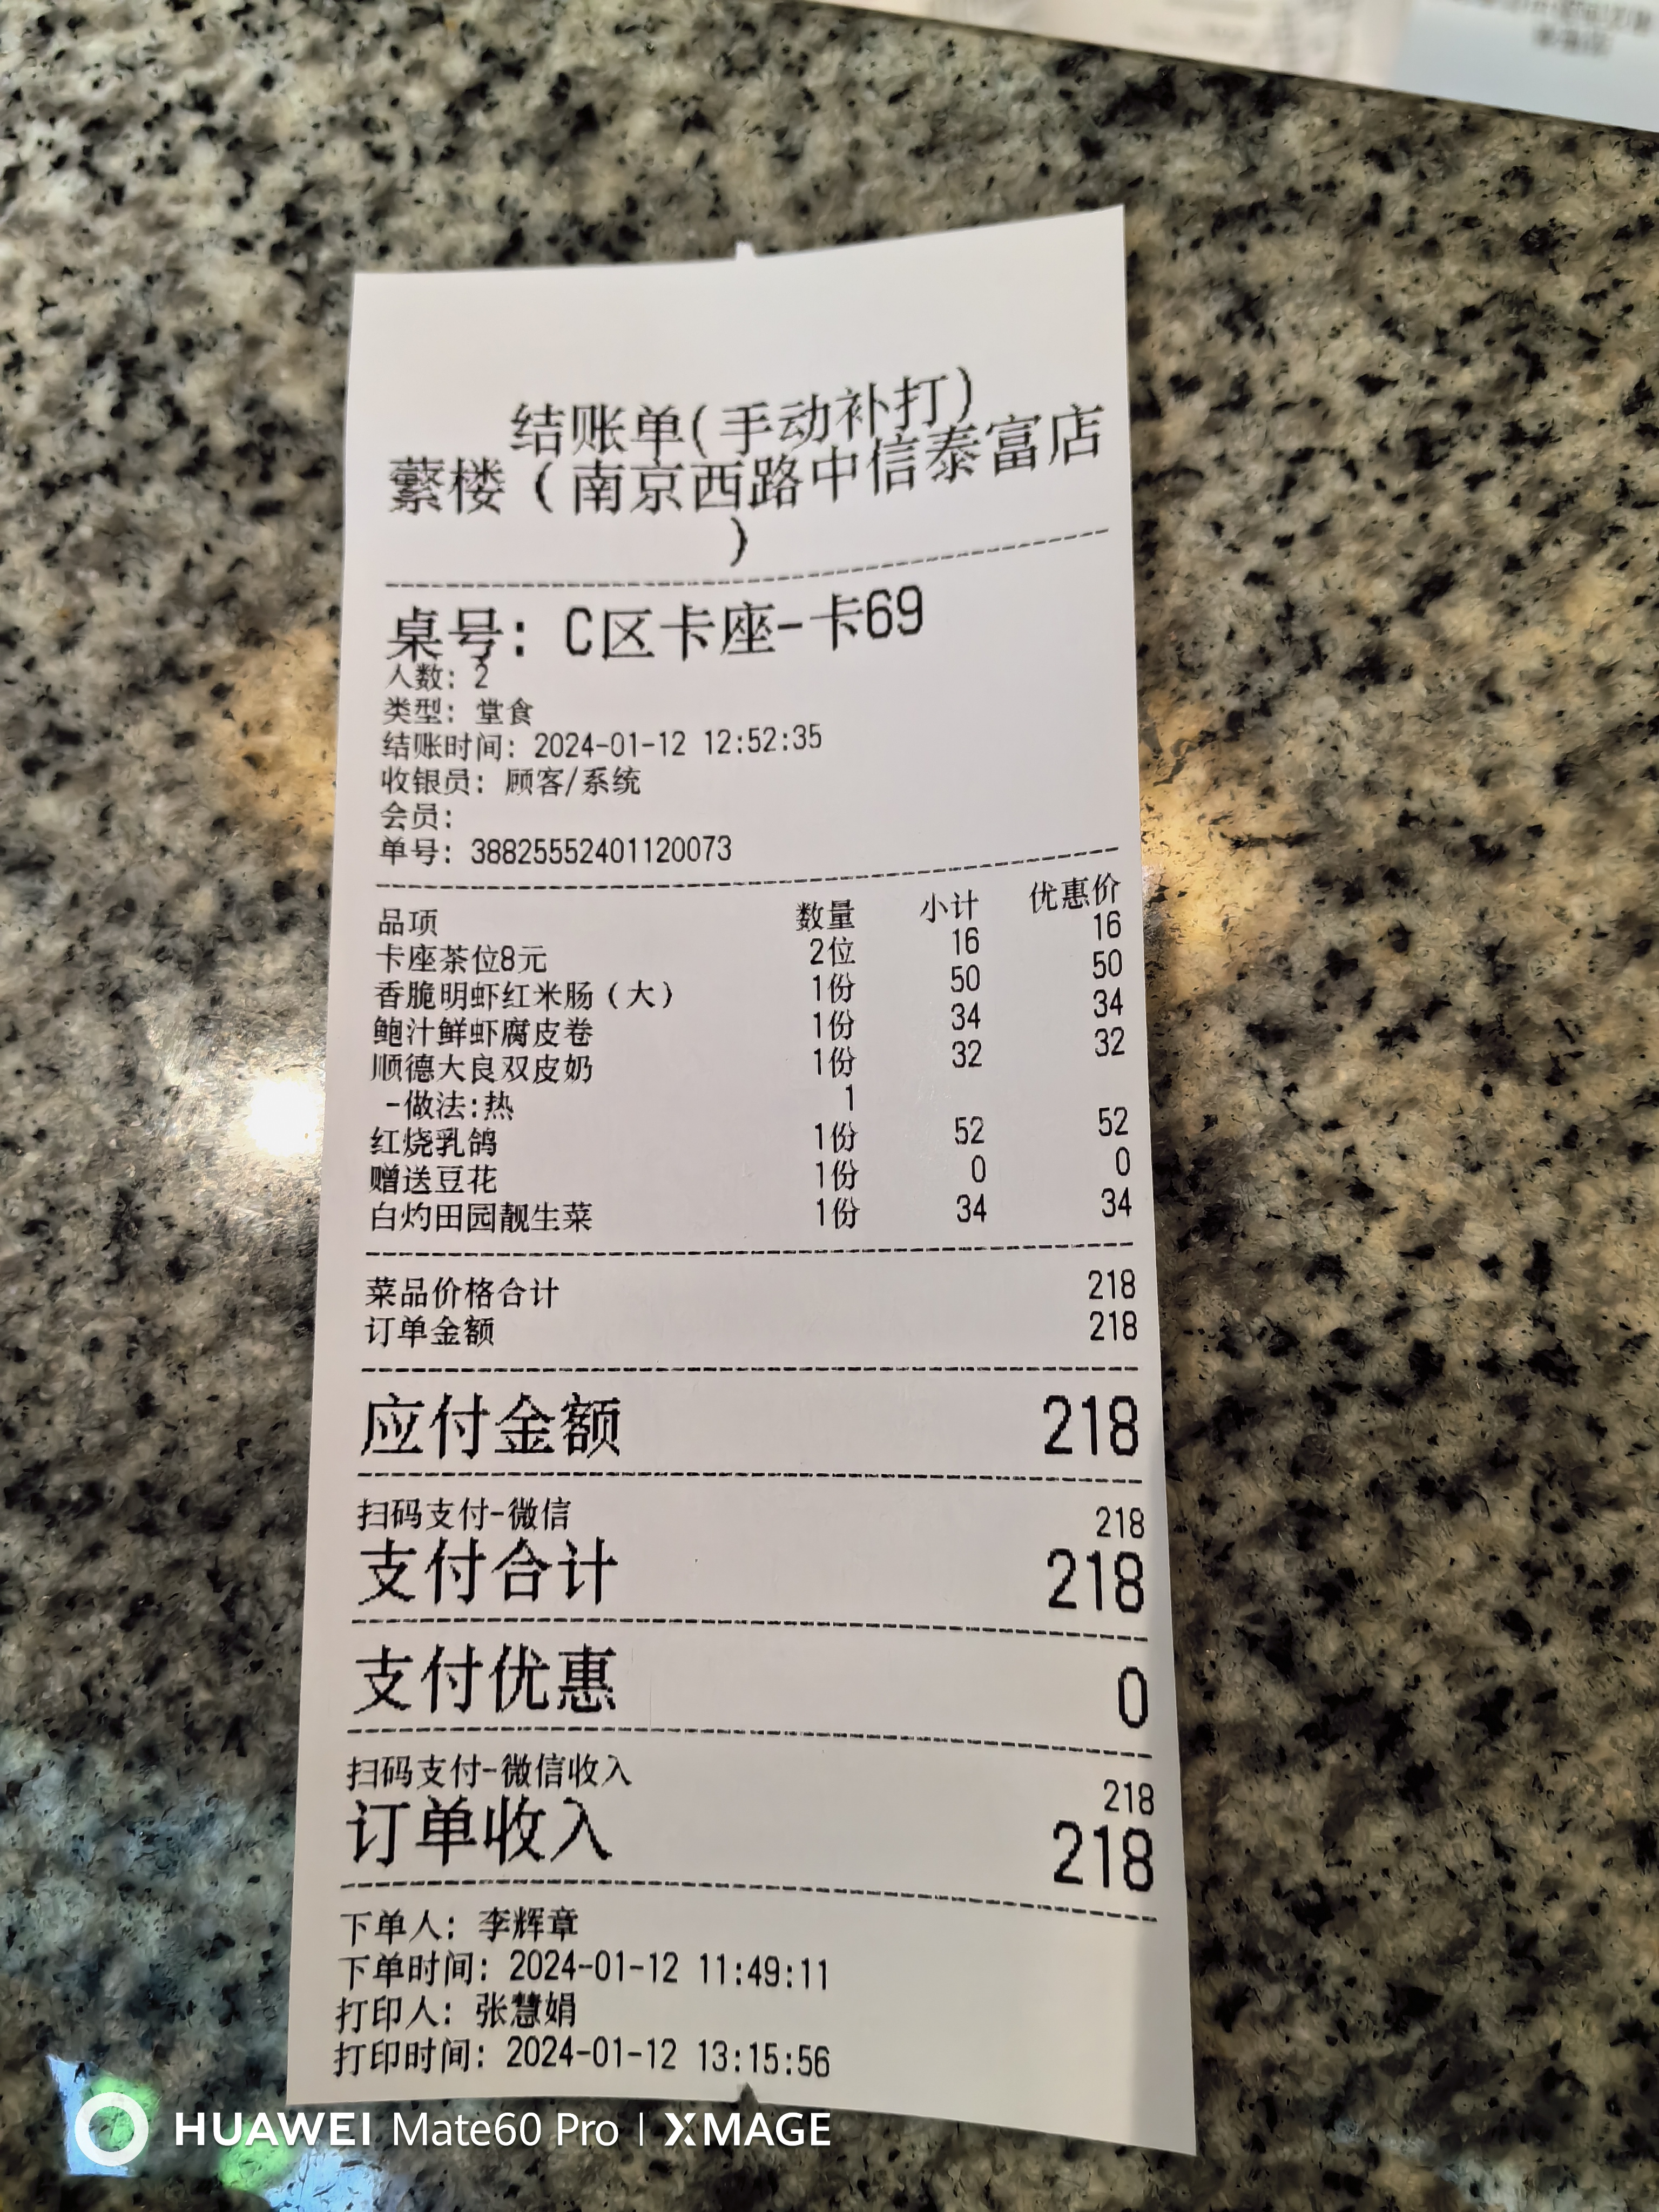 结账单(手动补打)
蘩楼（南京西路中信泰富店
）
桌号: C区卡座-卡69
人数: 2
类型: 堂食
结账时间: 2024-01-12 12:52:35
收银员: 顾客/系统
会员:
单号: 38825552401120073
品项 数量 小计 优惠价
卡座茶位8元 2位 16 16
香脆明虾红米肠（大） 1份 50 50
鲍汁鲜虾腐皮卷 1份 34 34
顺德大良双皮奶 1份 32 32
-做法:热 1
红烧乳鸽 1份 52 52
赠送豆花 1份 0 0
白灼田园靓生菜 1份 34 34
菜品价格合计 218
订单金额 218
应付金额 218
扫码支付-微信 218
支付合计 218
支付优惠 0
扫码支付-微信收入 218
订单收入 218
下单人: 李辉章
下单时间: 2024-01-12 11:49:11
打印人: 张慧娟
打印时间: 2024-01-12 13:15:56
HUAWEI Mate60 Pro | XMAGE